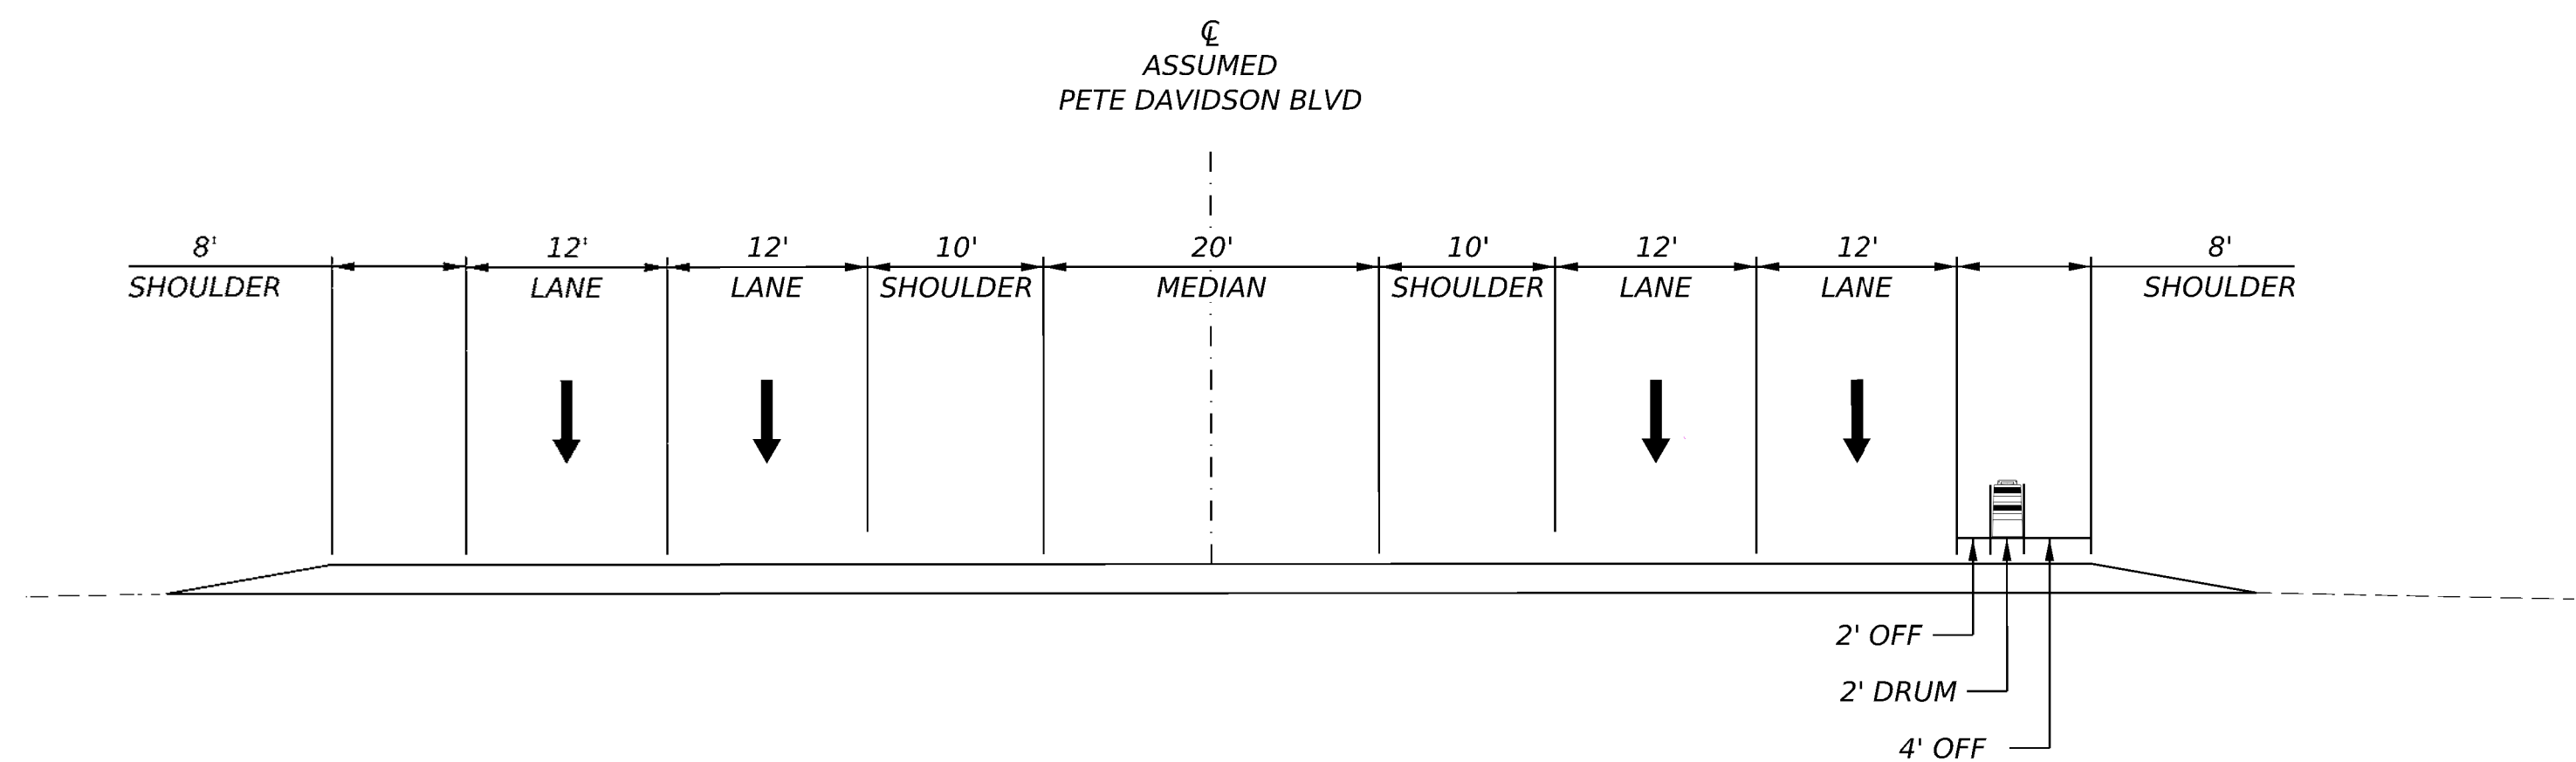 ℄
ASSUMED
PETE DAVIDSON BLVD
8' 12' 12' 10' 20' 10' 12' 12' 8'
SHOULDER LANE LANE SHOULDER MEDIAN SHOULDER LANE LANE SHOULDER
2' OFF
2' DRUM
4' OFF